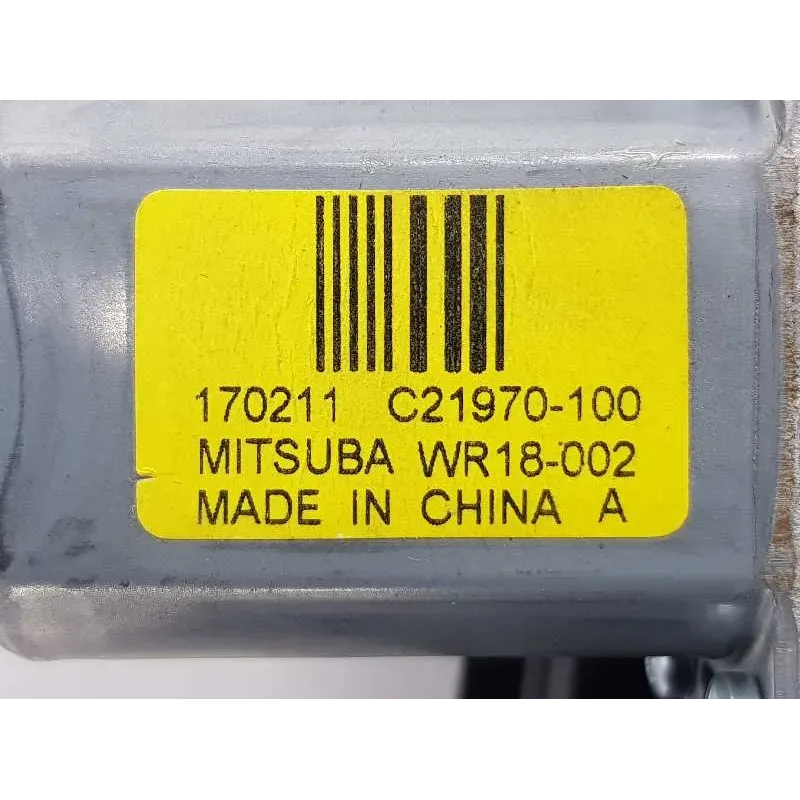 170211 C21970-100
MITSUBA WR18-002
MADE IN CHINA A